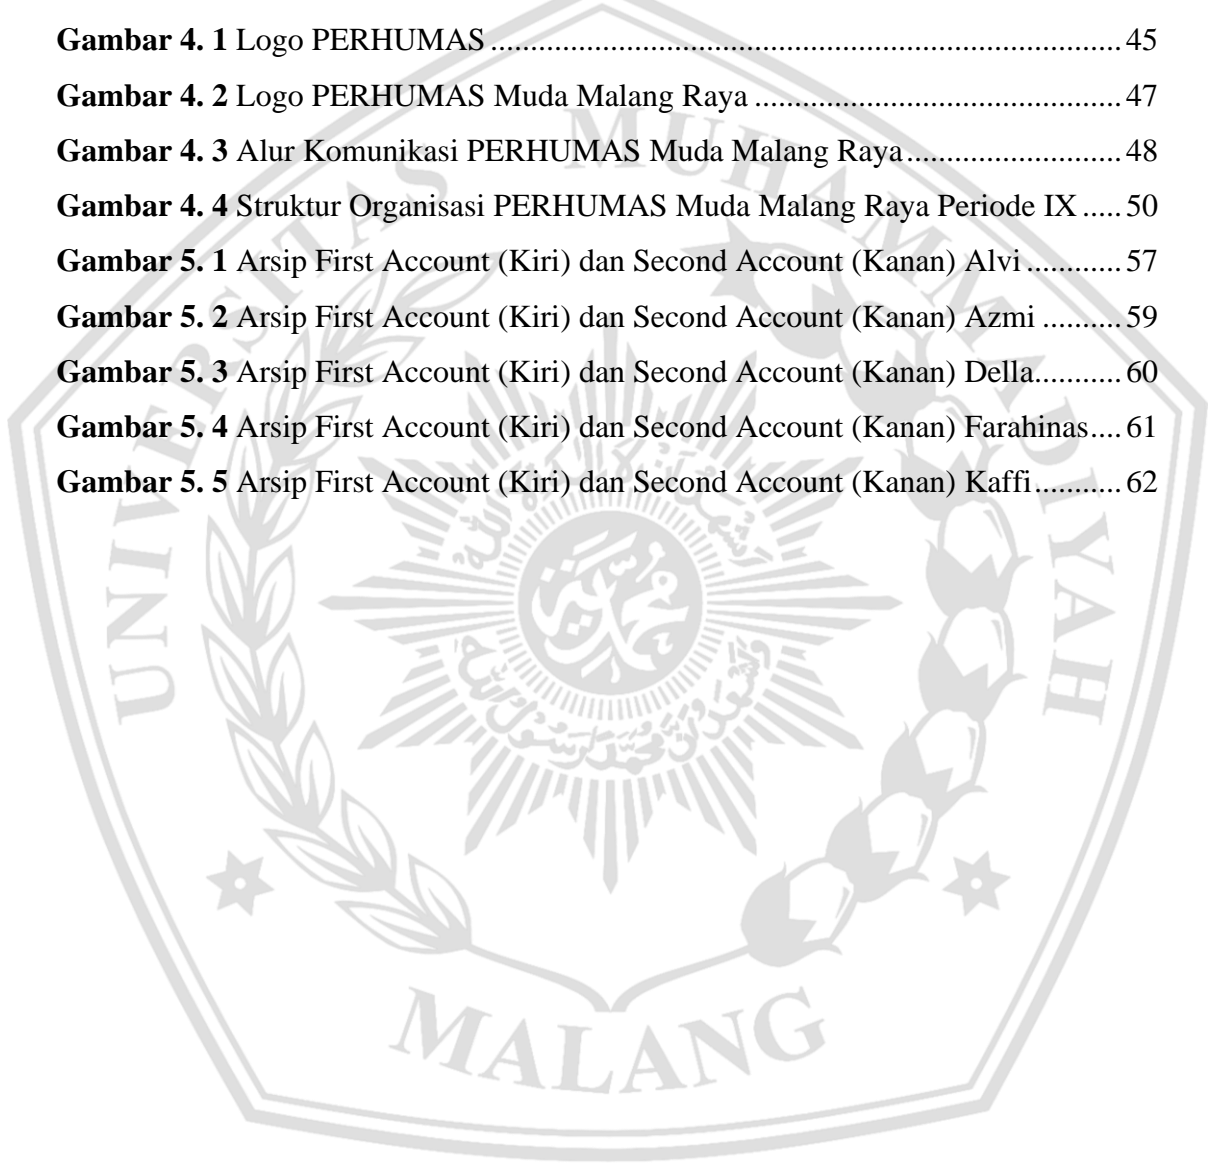 Gambar 4. 1 Logo PERHUMAS ........................................................................... 45
Gambar 4. 2 Logo PERHUMAS Muda Malang Raya ........................................... 47
Gambar 4. 3 Alur Komunikasi PERHUMAS Muda Malang Raya ......................... 48
Gambar 4. 4 Struktur Organisasi PERHUMAS Muda Malang Raya Periode IX ..... 50
Gambar 5. 1 Arsip First Account (Kiri) dan Second Account (Kanan) Alvi ............ 57
Gambar 5. 2 Arsip First Account (Kiri) dan Second Account (Kanan) Azmi .......... 59
Gambar 5. 3 Arsip First Account (Kiri) dan Second Account (Kanan) Della........... 60
Gambar 5. 4 Arsip First Account (Kiri) dan Second Account (Kanan) Farahinas.... 61
Gambar 5. 5 Arsip First Account (Kiri) dan Second Account (Kanan) Kaffi........... 62
UNIVERSITAS MUHAMMADIYAH
MALANG